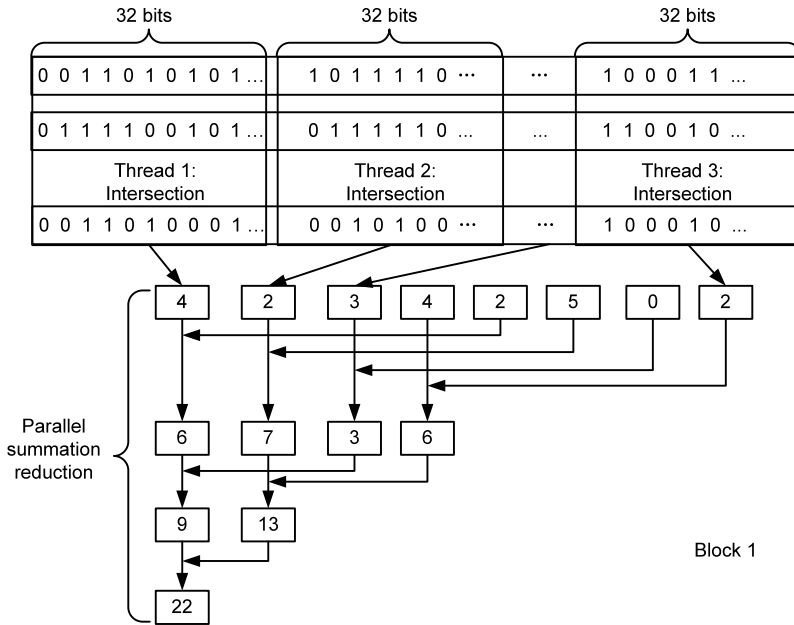 32 bits 32 bits 32 bits
0 0 1 1 0 1 0 1 0 1 ... 1 0 1 1 1 1 0 ... ... 1 0 0 0 1 1 ...
0 1 1 1 1 0 0 1 0 1 ... 0 1 1 1 1 1 0 ... ... 1 1 0 0 1 0 ...
Thread 1: Thread 2: Thread 3:
Intersection Intersection Intersection
0 0 1 1 0 1 0 0 0 1 ... 0 0 1 0 1 0 0 ... ... 1 0 0 0 1 0 ...
4 2 3 4 2 5 0 2
Parallel
summation
reduction
6 7 3 6
9 13
Block 1
22